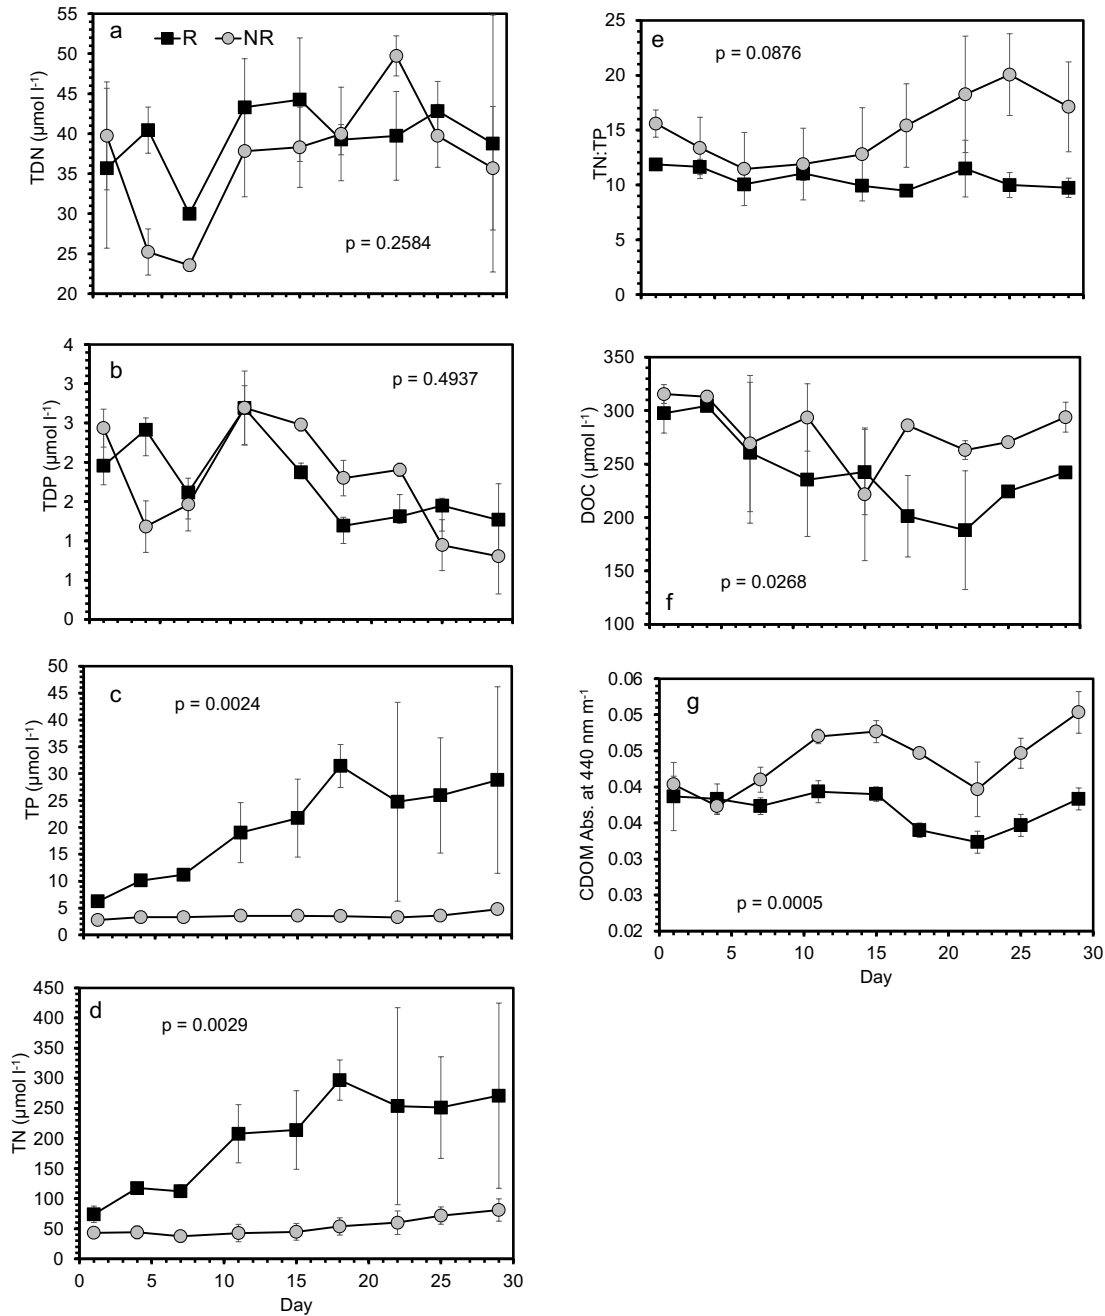 a
R NR
55
50
45
40
35
30
25
20
TDN (µmol l-1)
p = 0.2584
b
4
3
3
2
2
1
1
0
TDP (µmol l-1)
p = 0.4937
c
50
45
40
35
30
25
20
15
10
5
0
TP (µmol l-1)
p = 0.0024
d
450
400
350
300
250
200
150
100
50
0
TN (µmol l-1)
p = 0.0029
0 5 10 15 20 25 30
Day
e
25
20
15
10
5
0
TN:TP
p = 0.0876
350
300
250
200
150
100
DOC (µmol l-1)
p = 0.0268
f
g
0.06
0.05
0.05
0.04
0.04
0.03
0.03
0.02
CDOM Abs. at 440 nm m-1
p = 0.0005
0 5 10 15 20 25 30
Day